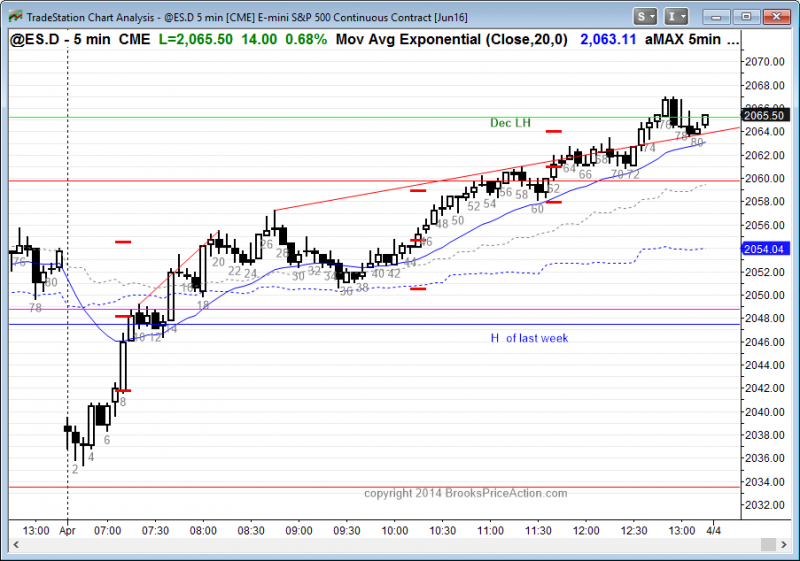 TradeStation Chart Analysis - @ES.D 5 min [CME] E-mini S&P 500 Continuous Contract [Jun16]
S I
@ES.D - 5 min CME L=2,065.50 14.00 0.68% Mov Avg Exponential (Close,20,0) 2,063.11 aMAX 5min ...
2070.00
2068.00
2065.50
2064.00
2062.00
2060.00
2058.00
2056.00
2054.04
2052.00
2050.00
2048.00
2046.00
2044.00
2042.00
2040.00
2038.00
2036.00
2034.00
2032.00
Dec LH
H of last week
76 80 78
2 4 6 8 10 12 14 16 18 20 22 24 26 28 30 32 34 36 38 40 42 44 46 48 50 52 54 56 58 60 62 64 66 68 70 72 74 76 78 80
copyright 2014 BrooksPriceAction.com
13:00 Apr 07:00 07:30 08:00 08:30 09:00 09:30 10:00 10:30 11:00 11:30 12:00 12:30 13:00 4/4